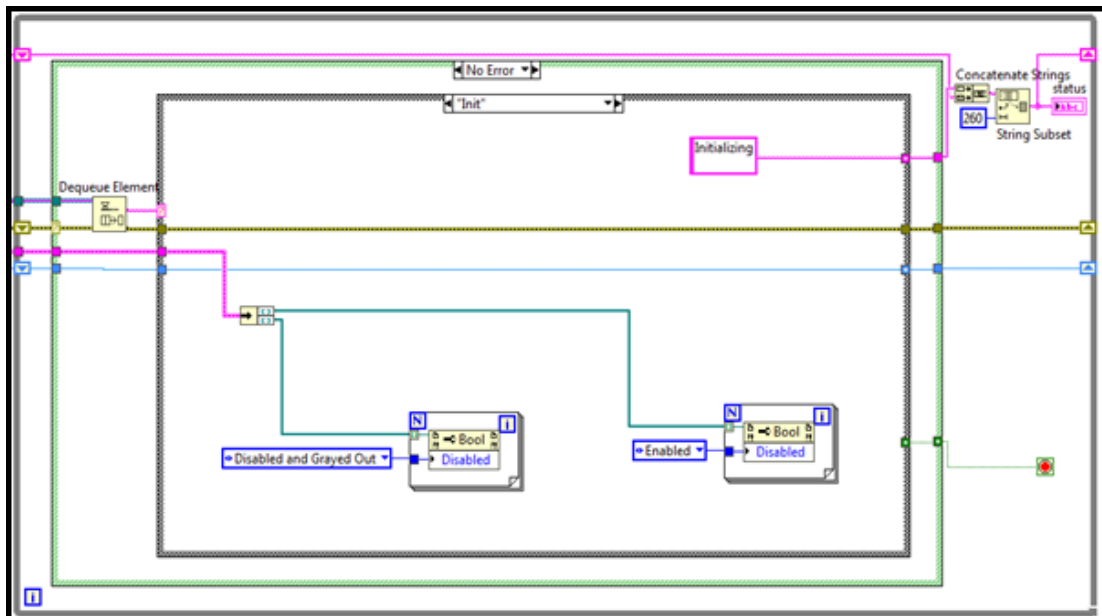 No Error
"Init"
Concatenate Strings
status
abc
Initializing
260
String Subset
Dequeue Element
N
i
Bool
Disabled
Disabled and Grayed Out
N
i
Bool
Disabled
Enabled
i